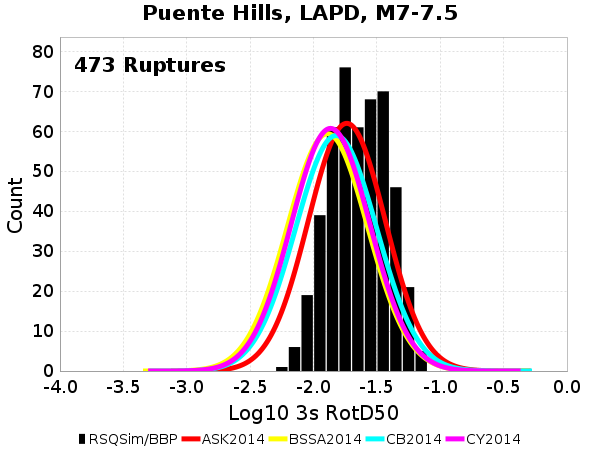 Puente Hills, LAPD, M7-7.5
473 Ruptures
Count
80
70
60
50
40
30
20
10
0
-4.0 -3.5 -3.0 -2.5 -2.0 -1.5 -1.0 -0.5 0.0
Log10 3s RotD50
RSQSim/BBP ASK2014 BSSA2014 CB2014 CY2014